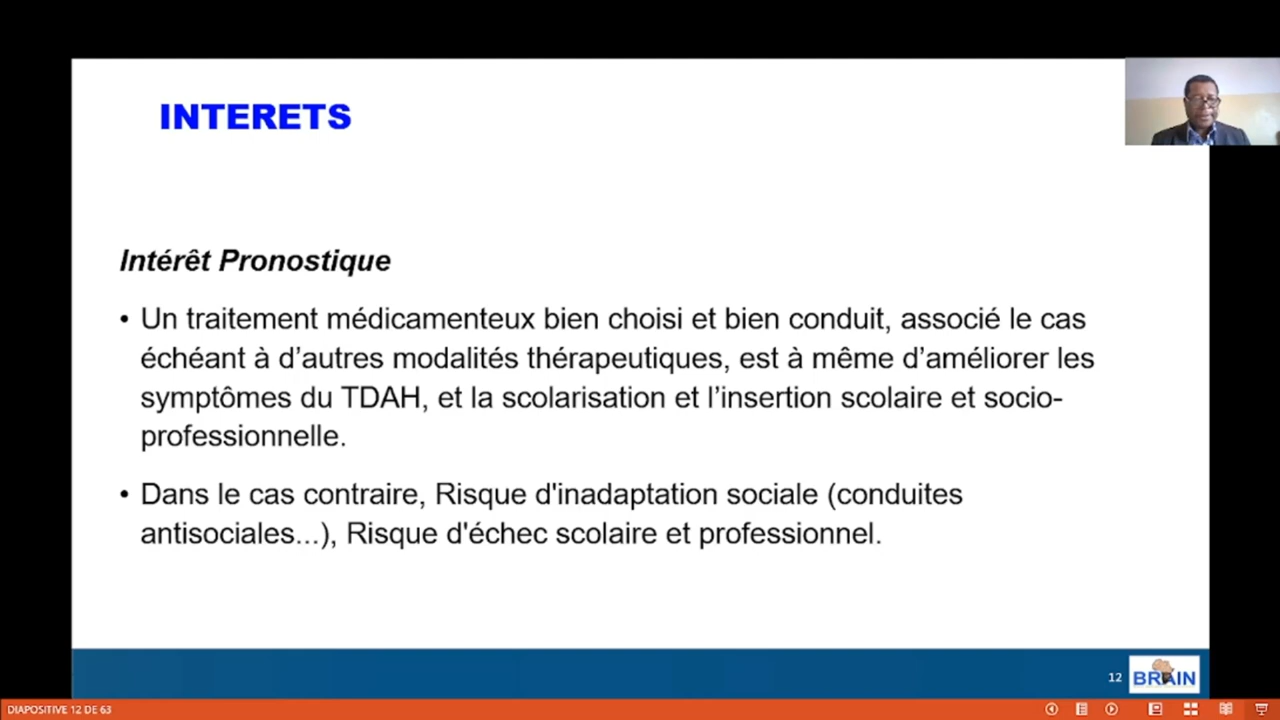 INTERETS
Intérêt Pronostique
• Un traitement médicamenteux bien choisi et bien conduit, associé le cas
échéant à d’autres modalités thérapeutiques, est à même d’améliorer les
symptômes du TDAH, et la scolarisation et l’insertion scolaire et socio-
professionnelle.
• Dans le cas contraire, Risque d'inadaptation sociale (conduites
antisociales...), Risque d'échec scolaire et professionnel.
12
BRAIN
DIAPOSITIVE 12 DE 63